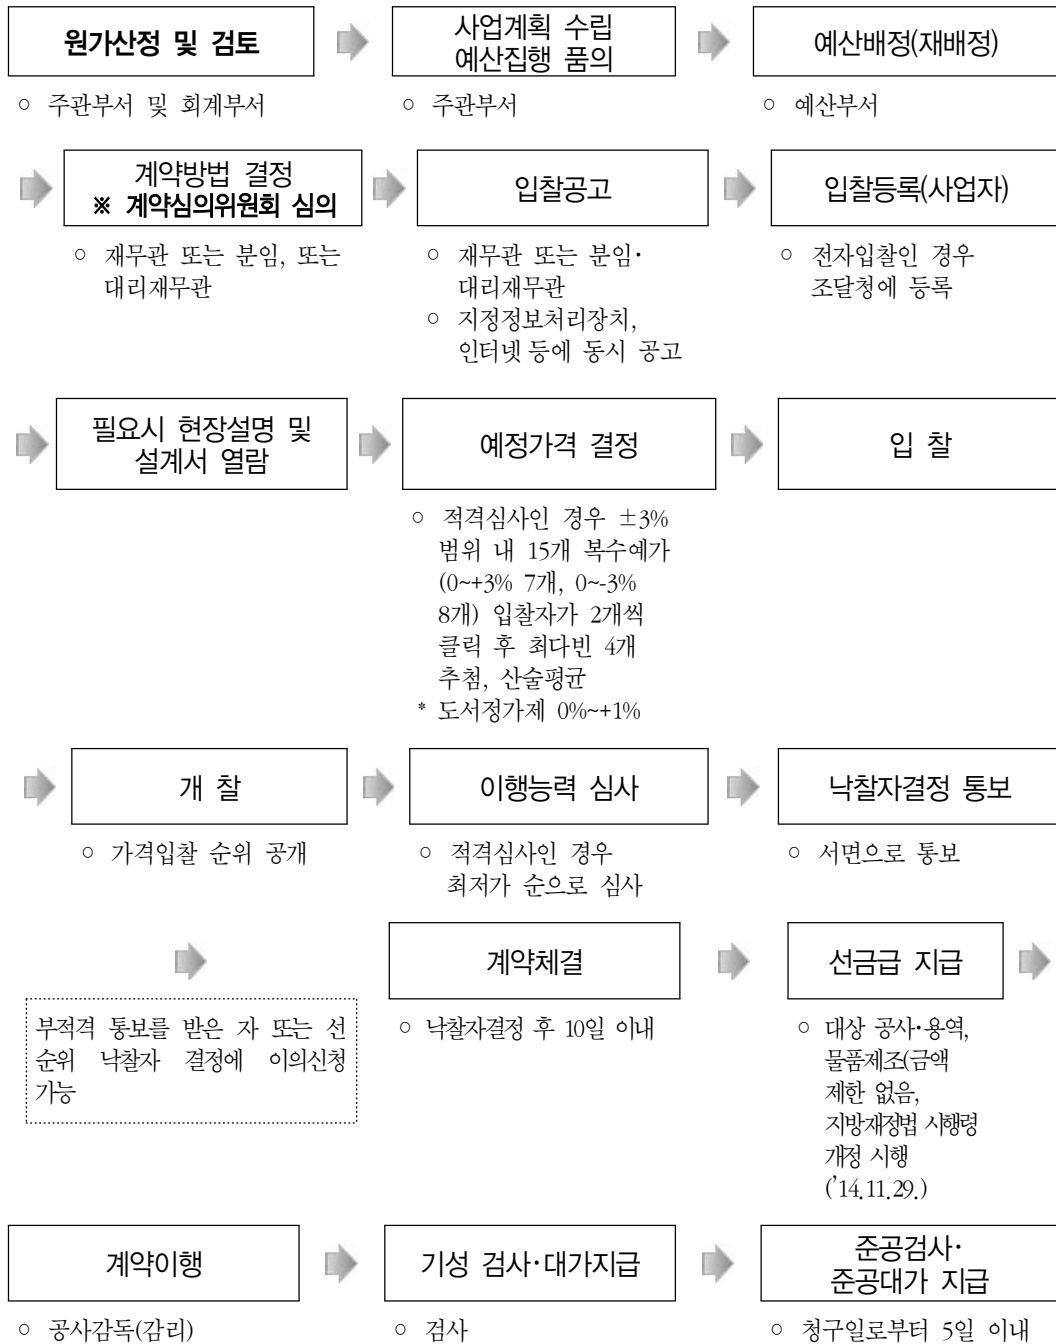 원가산정 및 검토
사업계획 수립
예산집행 품의
예산배정(재배정)
○ 주관부서 및 회계부서
○ 주관부서
○ 예산부서
계약방법 결정
※ 계약심의위원회 심의
입찰공고
입찰등록(사업자)
○ 재무관 또는 분임, 또는
대리재무관
○ 재무관 또는 분임·
대리재무관
○ 지정정보처리장치,
인터넷 등에 동시 공고
○ 전자입찰인 경우
조달청에 등록
필요시 현장설명 및
설계서 열람
예정가격 결정
입 찰
○ 적격심사인 경우 ±3%
범위 내 15개 복수예가
(0~+3% 7개, 0~-3%
8개) 입찰자가 2개씩
클릭 후 최다빈 4개
추첨, 산술평균
* 도서정가제 0%~+1%
개 찰
이행능력 심사
낙찰자결정 통보
○ 가격입찰 순위 공개
○ 적격심사인 경우
최저가 순으로 심사
○ 서면으로 통보
계약체결
선금급 지급
부적격 통보를 받은 자 또는 선
순위 낙찰자 결정에 이의신청
가능
○ 낙찰자결정 후 10일 이내
○ 대상 공사·용역,
물품제조(금액
제한 없음,
지방재정법 시행령
개정 시행
('14.11.29.)
계약이행
기성 검사·대가지급
준공검사·
준공대가 지급
○ 공사감독(감리)
○ 검사
○ 청구일로부터 5일 이내